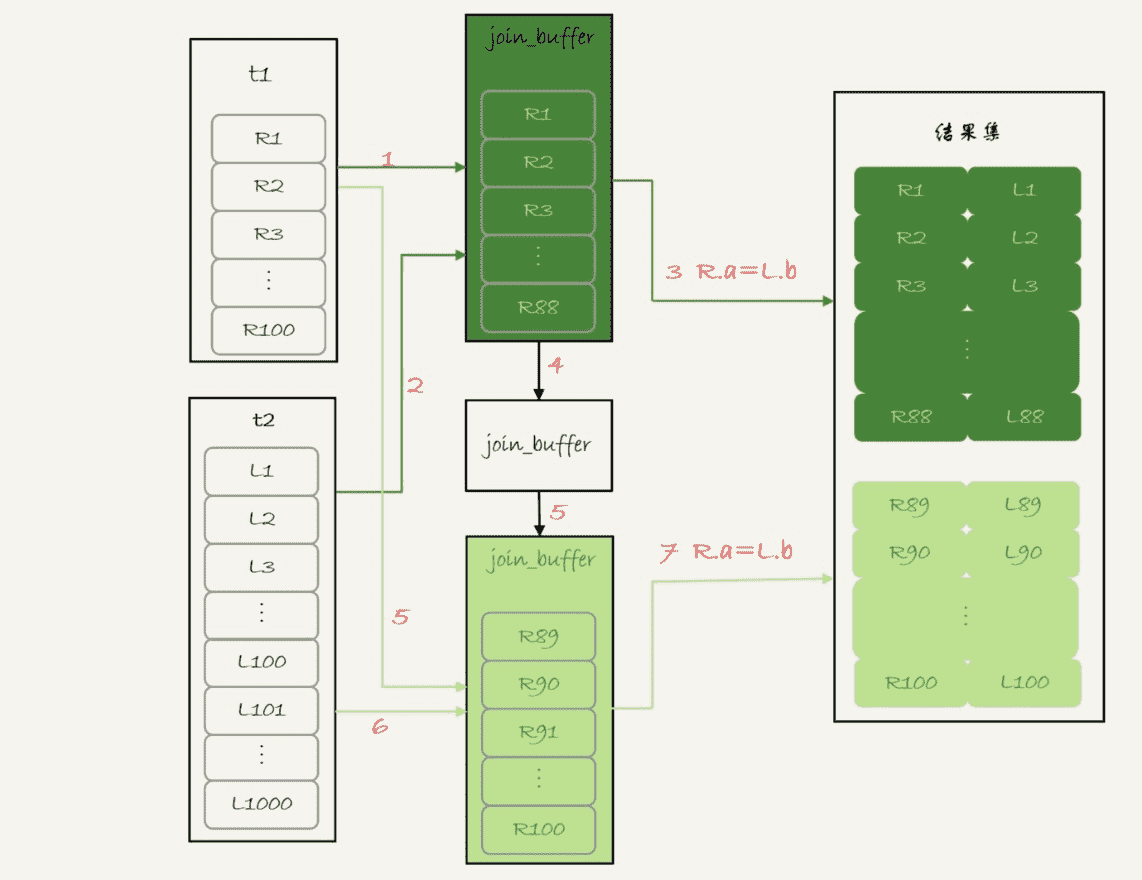 t1
R1
R2
R3
⋮
R100
t2
L1
L2
L3
⋮
L100
L101
⋮
L1000
1
2
5
6
join_buffer
R1
R2
R3
⋮
R88
4
join_buffer
5
join_buffer
R89
R90
R91
⋮
R100
3 R.a=L.b
7 R.a=L.b
结果集
R1 L1
R2 L2
R3 L3
⋮
R88 L88
R89 L89
R90 L90
⋮
R100 L100